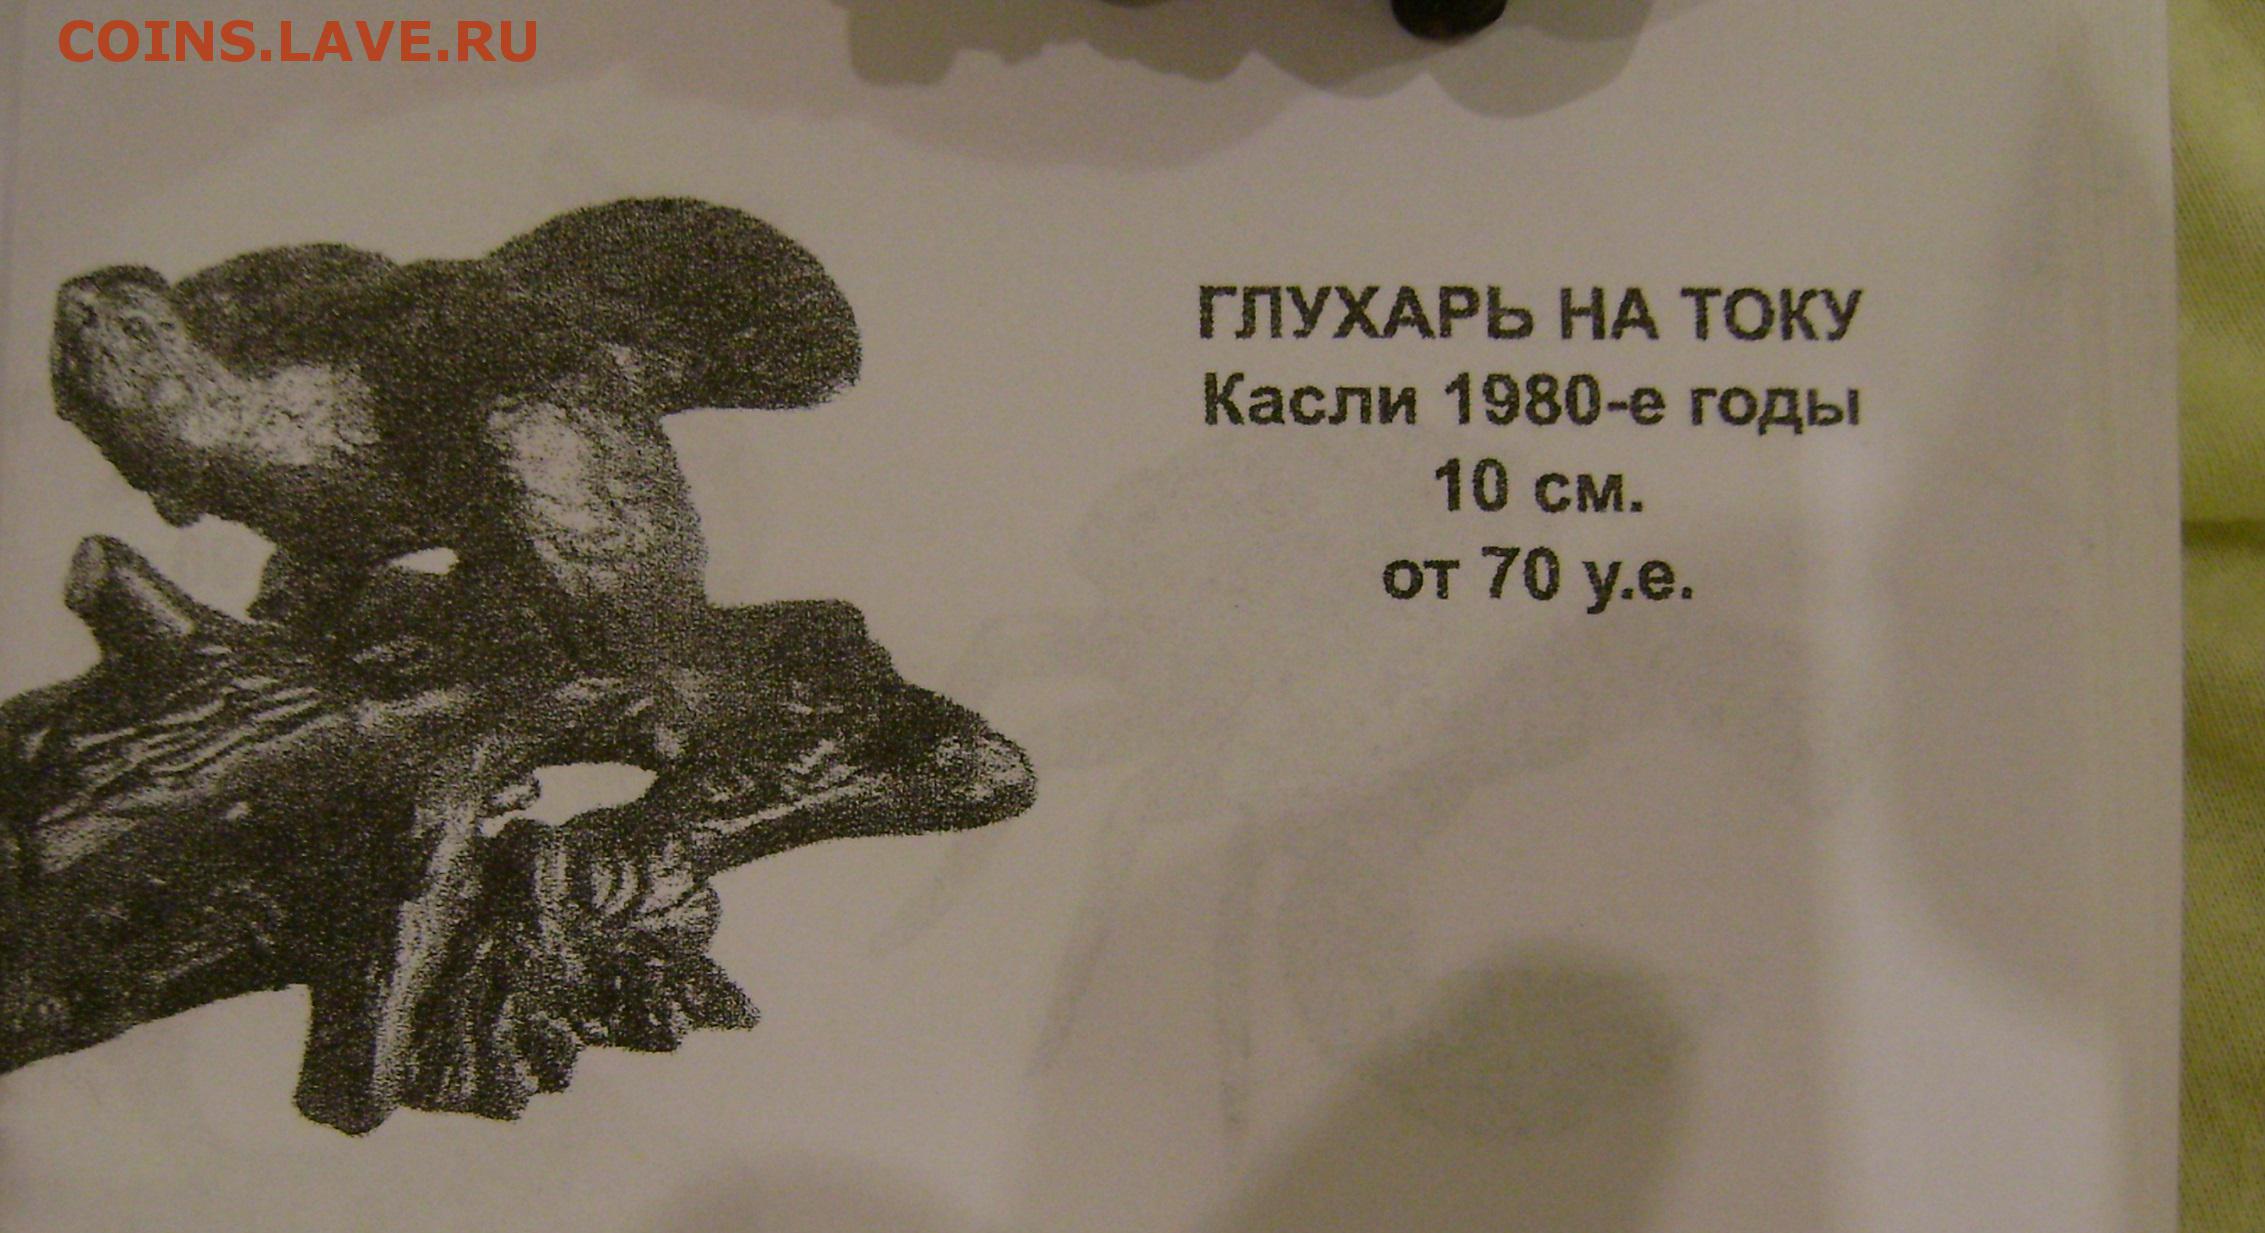 COINS.LAVE.RU
ГЛУХАРЬ НА ТОКУ
Касли 1980-е годы
10 см.
от 70 у.е.